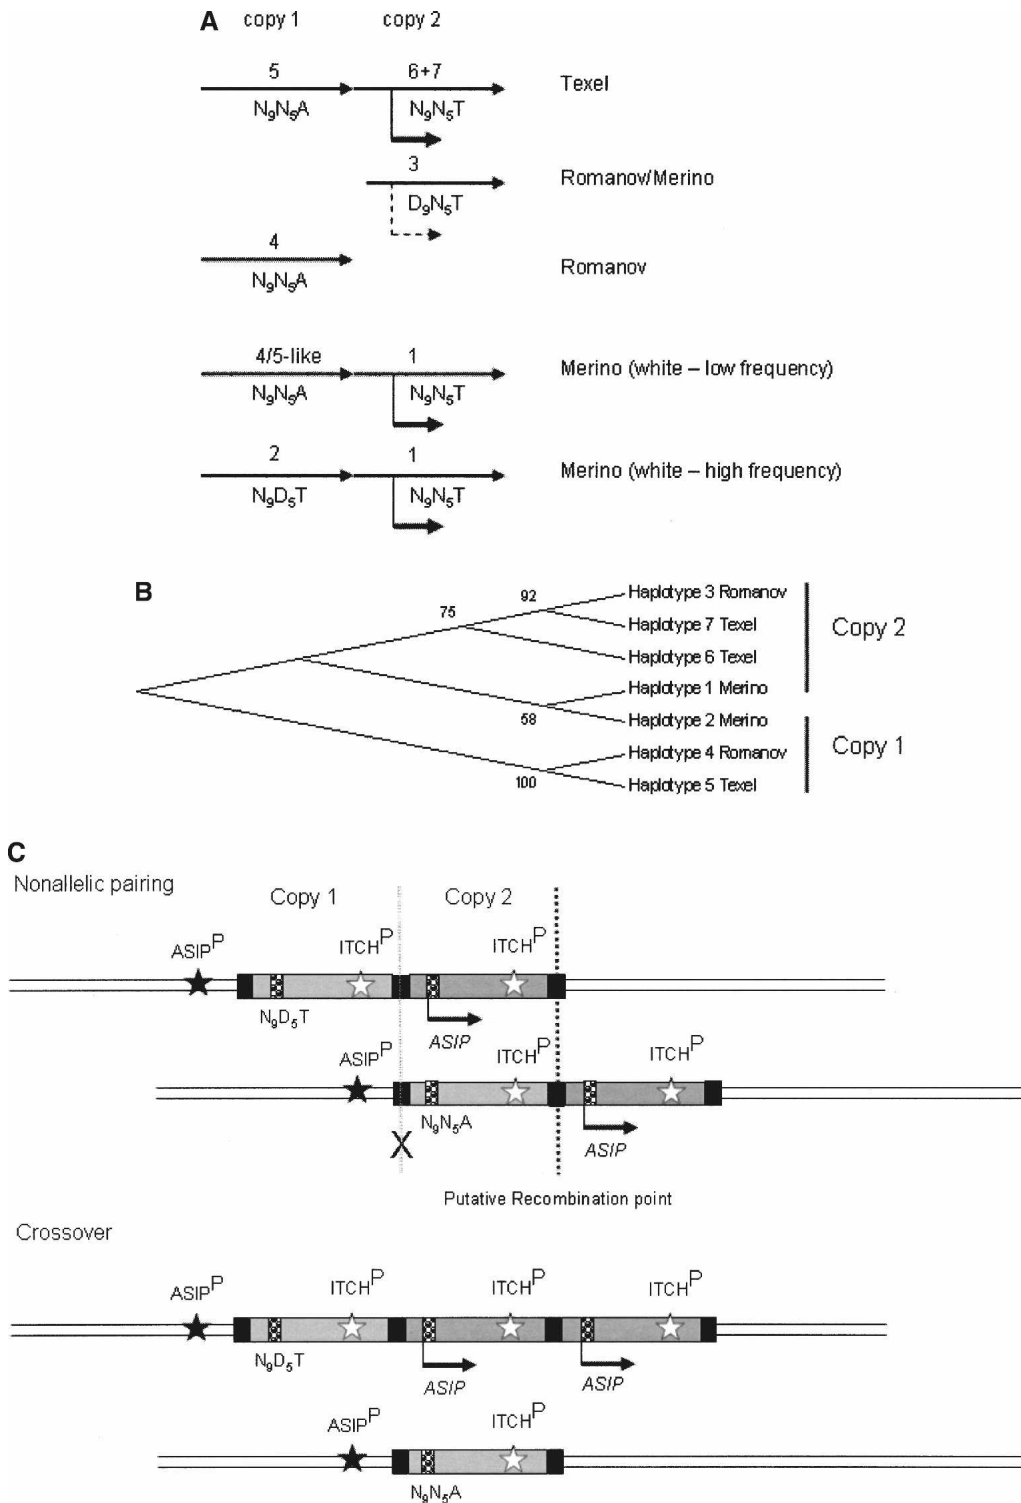 A copy 1 copy 2
5 6+7 Texel
N9N5A N9N5T
3 Romanov/Merino
D9N5T
4 Romanov
N9N5A
4/5-like 1 Merino (white – low frequency)
N9N5A N9N5T
2 1 Merino (white – high frequency)
N9D5T N9N5T
B
92 Haplotype 3 Romanov
75 Haplotype 7 Texel
Haplotype 6 Texel
Copy 2
Haplotype 1 Merino
58 Haplotype 2 Merino
Haplotype 4 Romanov
Copy 1
100 Haplotype 5 Texel
C
Nonallelic pairing
Copy 1 Copy 2
ASIPP ITCHP ITCHP
N9D5T ASIP
ASIPP ITCHP ITCHP
N9N5A ASIP
X
Putative Recombination point
Crossover
ASIPP ITCHP ITCHP ITCHP
N9D5T ASIP ASIP
ASIPP ITCHP
N9N5A